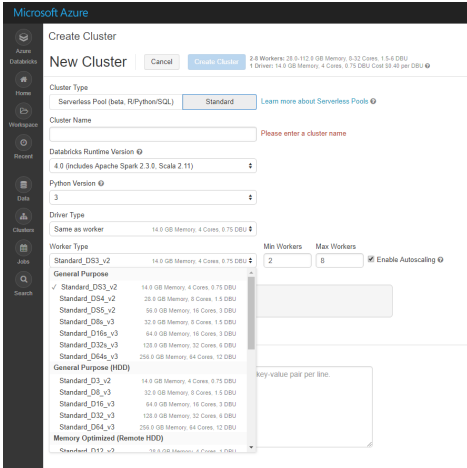 Microsoft Azure
Azure
Databricks
Home
Workspace
Recent
Data
Clusters
Jobs
Search
Create Cluster
New Cluster
Cancel
Create Cluster
2-8 Workers: 28.0-112.0 GB Memory, 8-32 Cores, 1.5-6 DBU
1 Driver: 14.0 GB Memory, 4 Cores, 0.75 DBU Cost $0.40 per DBU
Cluster Type
Serverless Pool (beta, R/Python/SQL)
Standard
Learn more about Serverless Pools
Cluster Name
Please enter a cluster name
Databricks Runtime Version
4.0 (includes Apache Spark 2.3.0, Scala 2.11)
Python Version
3
Driver Type
Same as worker 14.0 GB Memory, 4 Cores, 0.75 DBU
Worker Type Min Workers Max Workers
Standard_DS3_v2 14.0 GB Memory, 4 Cores, 0.75 DBU 2 8 Enable Autoscaling
General Purpose
✓ Standard_DS3_v2 14.0 GB Memory, 4 Cores, 0.75 DBU
Standard_DS4_v2 28.0 GB Memory, 8 Cores, 1.5 DBU
Standard_DS5_v2 56.0 GB Memory, 16 Cores, 3 DBU
Standard_D8s_v3 32.0 GB Memory, 8 Cores, 1.5 DBU
Standard_D16s_v3 64.0 GB Memory, 16 Cores, 3 DBU
Standard_D32s_v3 128.0 GB Memory, 32 Cores, 6 DBU
Standard_D64s_v3 256.0 GB Memory, 64 Cores, 12 DBU
General Purpose (HDD)
Standard_D3_v2 14.0 GB Memory, 4 Cores, 0.75 DBU
Standard_D8_v3 32.0 GB Memory, 8 Cores, 1.5 DBU
Standard_D16_v3 64.0 GB Memory, 16 Cores, 3 DBU
Standard_D32_v3 128.0 GB Memory, 32 Cores, 6 DBU
Standard_D64_v3 256.0 GB Memory, 64 Cores, 12 DBU
key-value pair per line.
Memory Optimized (Remote HDD)
Standard_D12_v2 28.0 GB Memory, 4 Cores, 1 DBU